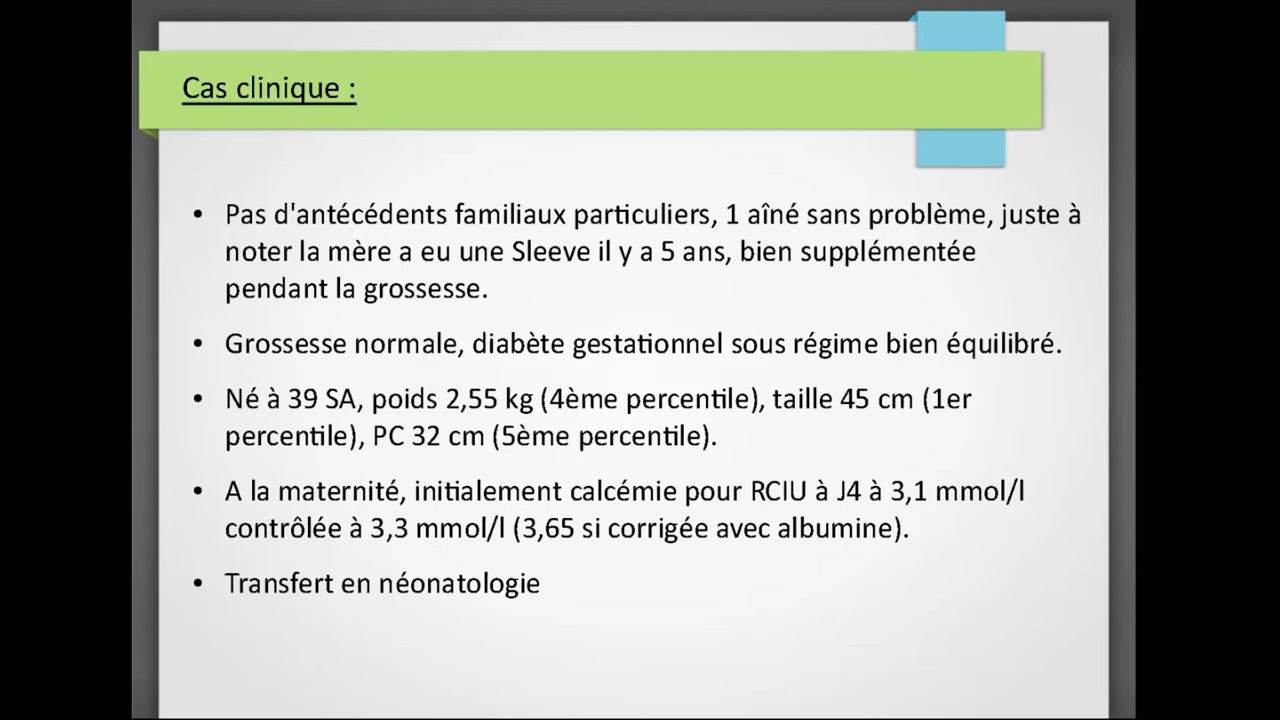 Cas clinique :
• Pas d'antécédents familiaux particuliers, 1 aîné sans problème, juste à
noter la mère a eu une Sleeve il y a 5 ans, bien supplémentée
pendant la grossesse.
• Grossesse normale, diabète gestationnel sous régime bien équilibré.
• Né à 39 SA, poids 2,55 kg (4ème percentile), taille 45 cm (1er
percentile), PC 32 cm (5ème percentile).
• A la maternité, initialement calcémie pour RCIU à J4 à 3,1 mmol/l
contrôlée à 3,3 mmol/l (3,65 si corrigée avec albumine).
• Transfert en néonatologie